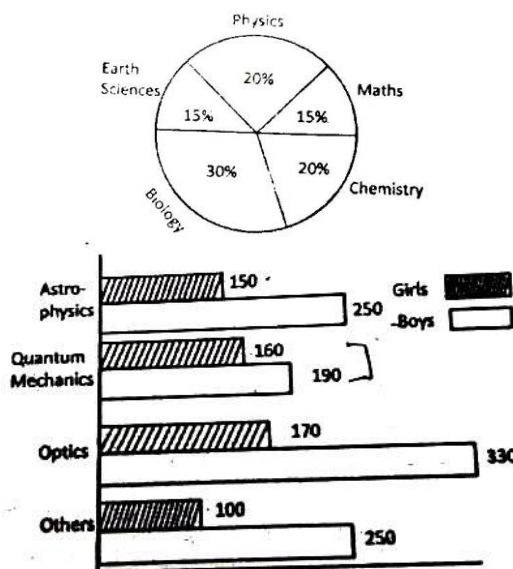 Physics
20%
Earth
Sciences
15%
Maths
15%
Biology
30%
20%
Chemistry
Astro-
physics
150
250
Girls
Boys
Quantum
Mechanics
160
190
Optics
170
330
Others
100
250